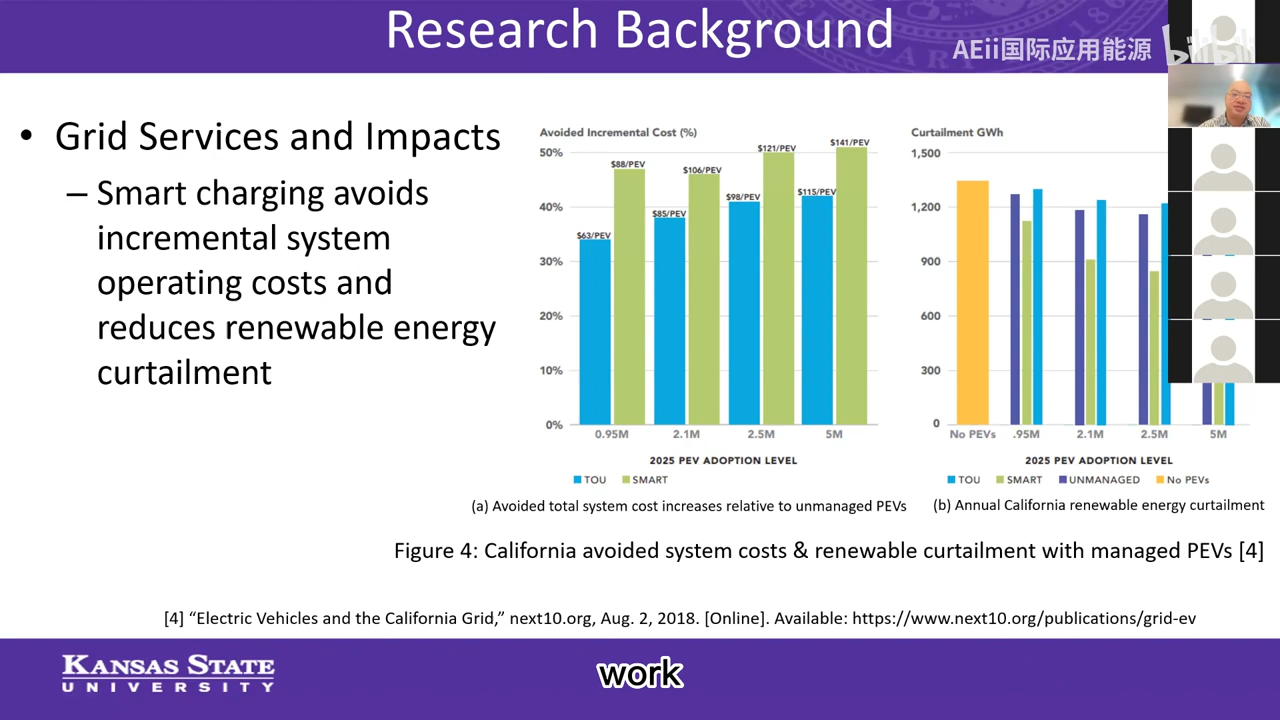 Research Background
AEii国际应用能源
bilibili
• Grid Services and Impacts
– Smart charging avoids
incremental system
operating costs and
reduces renewable energy
curtailment
Avoided Incremental Cost (%)
50%
40%
30%
20%
10%
0%
$63/PEV
$88/PEV
$85/PEV
$106/PEV
$98/PEV
$121/PEV
$115/PEV
$141/PEV
0.95M
2.1M
2.5M
5M
2025 PEV ADOPTION LEVEL
TOU
SMART
(a) Avoided total system cost increases relative to unmanaged PEVs
Curtailment GWh
1,500
1,200
900
600
300
0
No PEVs
.95M
2.1M
2.5M
5M
2025 PEV ADOPTION LEVEL
TOU
SMART
UNMANAGED
No PEVs
(b) Annual California renewable energy curtailment
Figure 4: California avoided system costs & renewable curtailment with managed PEVs [4]
[4] “Electric Vehicles and the California Grid,” next10.org, Aug. 2, 2018. [Online]. Available: https://www.next10.org/publications/grid-ev
KANSAS STATE
UNIVERSITY
work